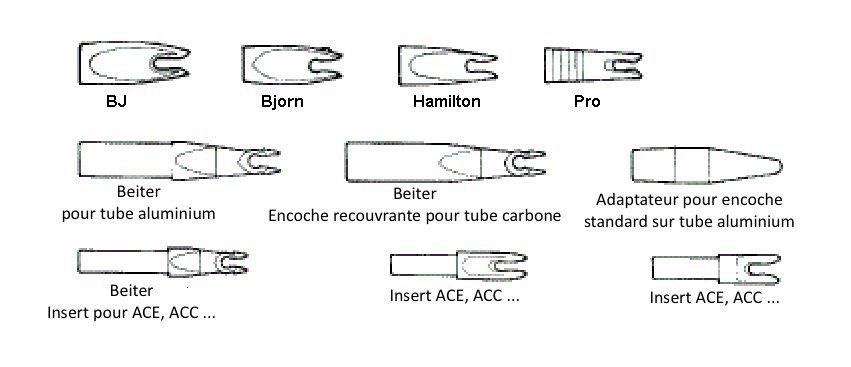 BJ
Bjorn
Hamilton
Pro
Beiter
pour tube aluminium
Beiter
Encoche recouvrante pour tube carbone
Adaptateur pour encoche
standard sur tube aluminium
Beiter
Insert pour ACE, ACC ...
Insert ACE, ACC ...
Insert ACE, ACC ...